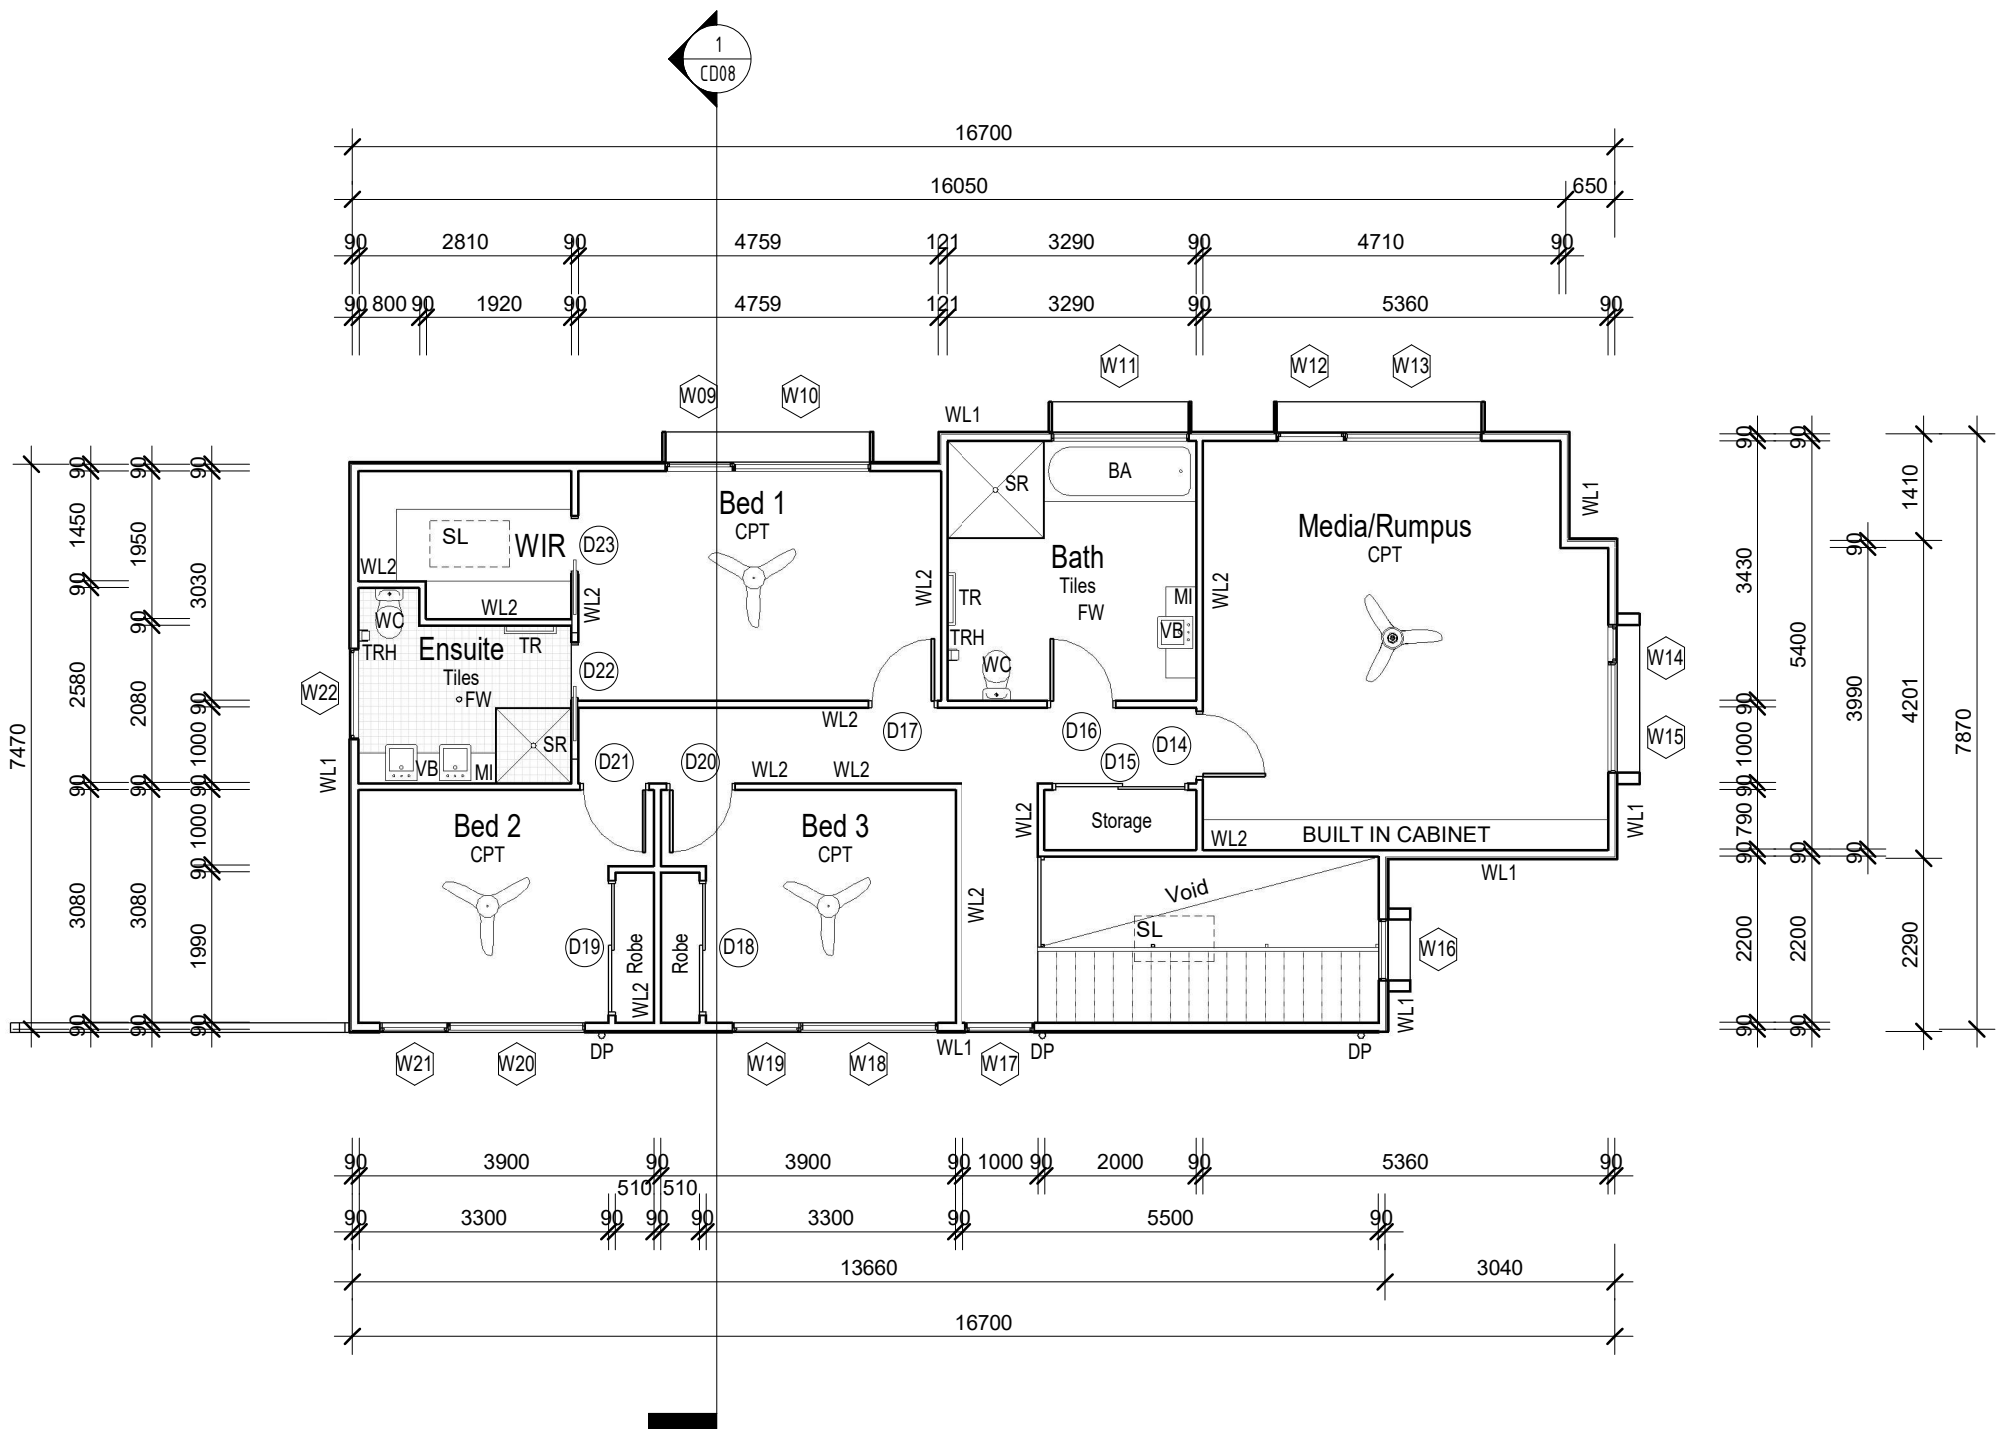 1
CD08
16700
16050 650
90 2810 90 4759 121 3290 90 4710 90
90 800 90 1920 90 4759 121 3290 90 5360 90
W09 W10 W11 W12 W13
WL1
Bed 1
CPT
SL
WIR
D23
WL2
WL2
WL2
WL2
SR
BA
Bath
Tiles
FW
TR
TRH
WC
MI
VB
WL2
Media/Rumpus
CPT
WL1
WC
TRH
Ensuite
Tiles
FW
TR
D22
W22
SR
VB
MI
WL1
WL2
D17
D16
D15
D14
W14
W15
D21
D20
WL2
WL2
WL2
Storage
WL2
BUILT IN CABINET
WL1
WL1
Bed 2
CPT
Bed 3
CPT
D19
Robe
WL2
Robe
D18
WL2
Void
SL
W16
WL1
W21 W20 DP W19 W18 WL1 W17 DP DP
7470
90 1450 90 2580 90 3080 90
90 1950 90 2080 90 3080 90
90 3030 90 1000 90 1000 90 1990 90
90 3430 90 1000 90 790 90 2200 90
90 5400 90 2200 90
90 3990 90
1410 4201 2290
7870
90 3900 90 3900 90 1000 90 2000 90 5360 90
510 510
90 3300 90 90 90 3300 90 5500 90
13660 3040
16700